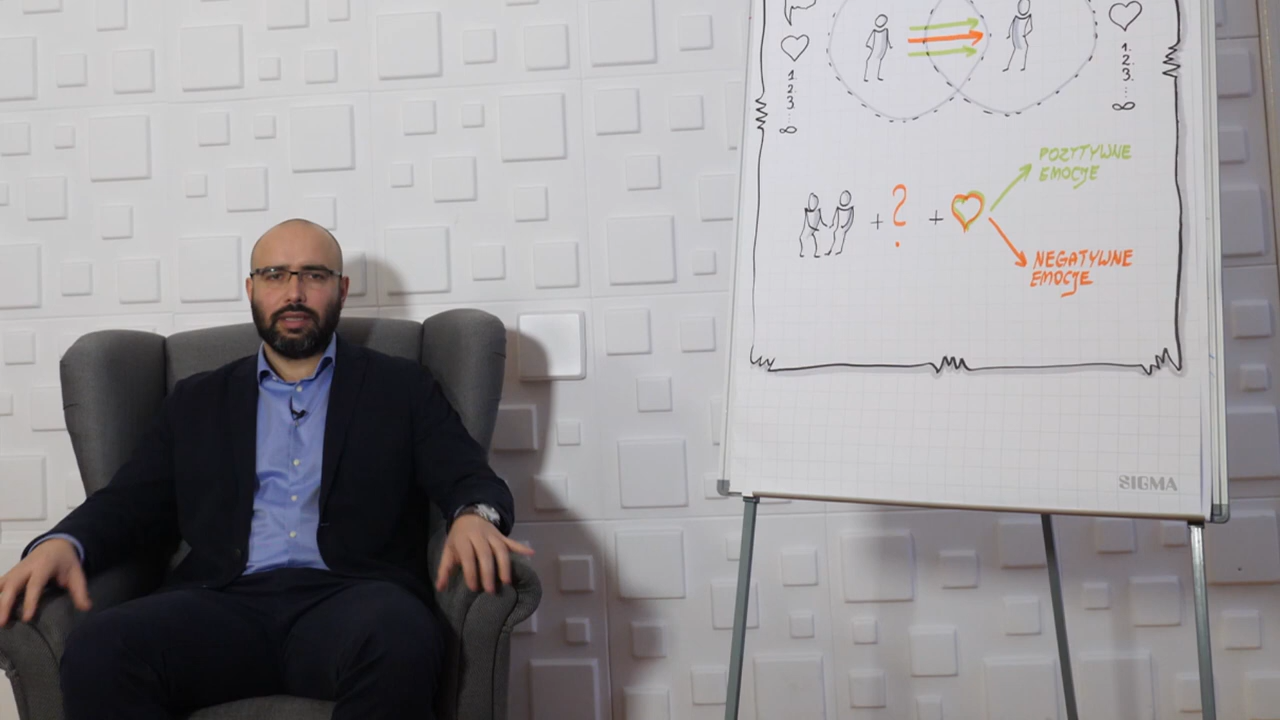 1.
2.
3.
⋮
∞
1.
2.
3.
⋮
∞
+ ? +
POZYTYWNE
EMOCJE
NEGATYWNE
EMOCJE
SIGMA